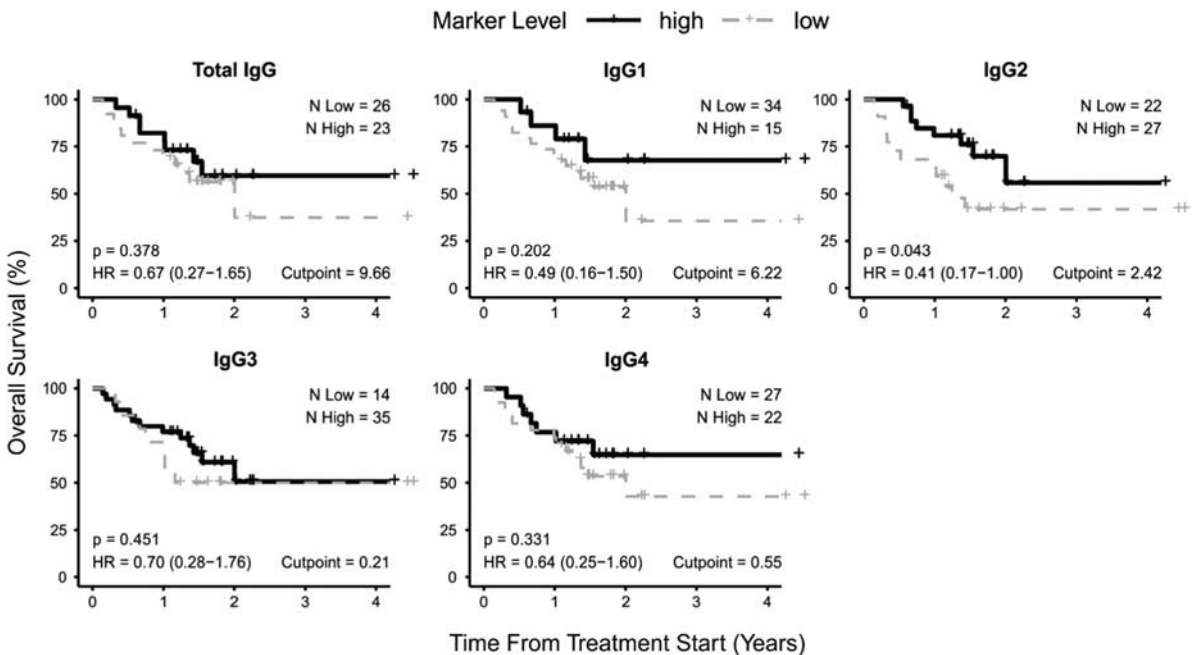 Marker Level high low
Total IgG
N Low = 26
N High = 23
100
75
50
25
0
p = 0.378
HR = 0.67 (0.27−1.65) Cutpoint = 9.66
0 1 2 3 4
IgG1
N Low = 34
N High = 15
100
75
50
25
0
p = 0.202
HR = 0.49 (0.16−1.50) Cutpoint = 6.22
0 1 2 3 4
IgG2
N Low = 22
N High = 27
100
75
50
25
0
p = 0.043
HR = 0.41 (0.17−1.00) Cutpoint = 2.42
0 1 2 3 4
Overall Survival (%)
IgG3
N Low = 14
N High = 35
100
75
50
25
0
p = 0.451
HR = 0.70 (0.28−1.76) Cutpoint = 0.21
0 1 2 3 4
IgG4
N Low = 27
N High = 22
100
75
50
25
0
p = 0.331
HR = 0.64 (0.25−1.60) Cutpoint = 0.55
0 1 2 3 4
Time From Treatment Start (Years)